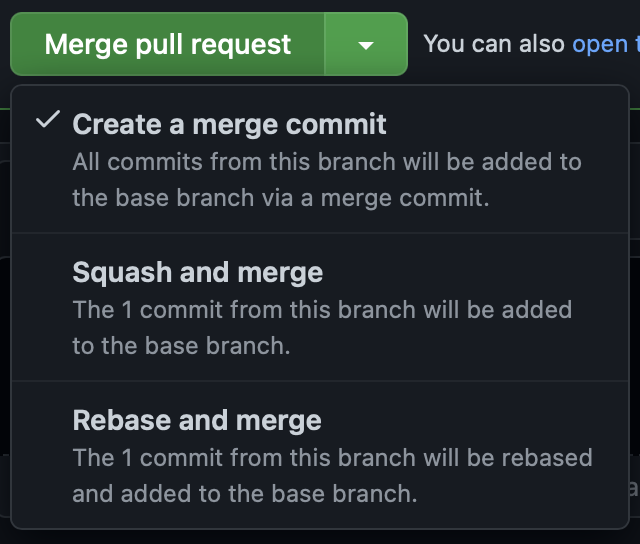 Merge pull request
You can also open
Create a merge commit
All commits from this branch will be added to
the base branch via a merge commit.
Squash and merge
The 1 commit from this branch will be added
to the base branch.
Rebase and merge
The 1 commit from this branch will be rebased
and added to the base branch.